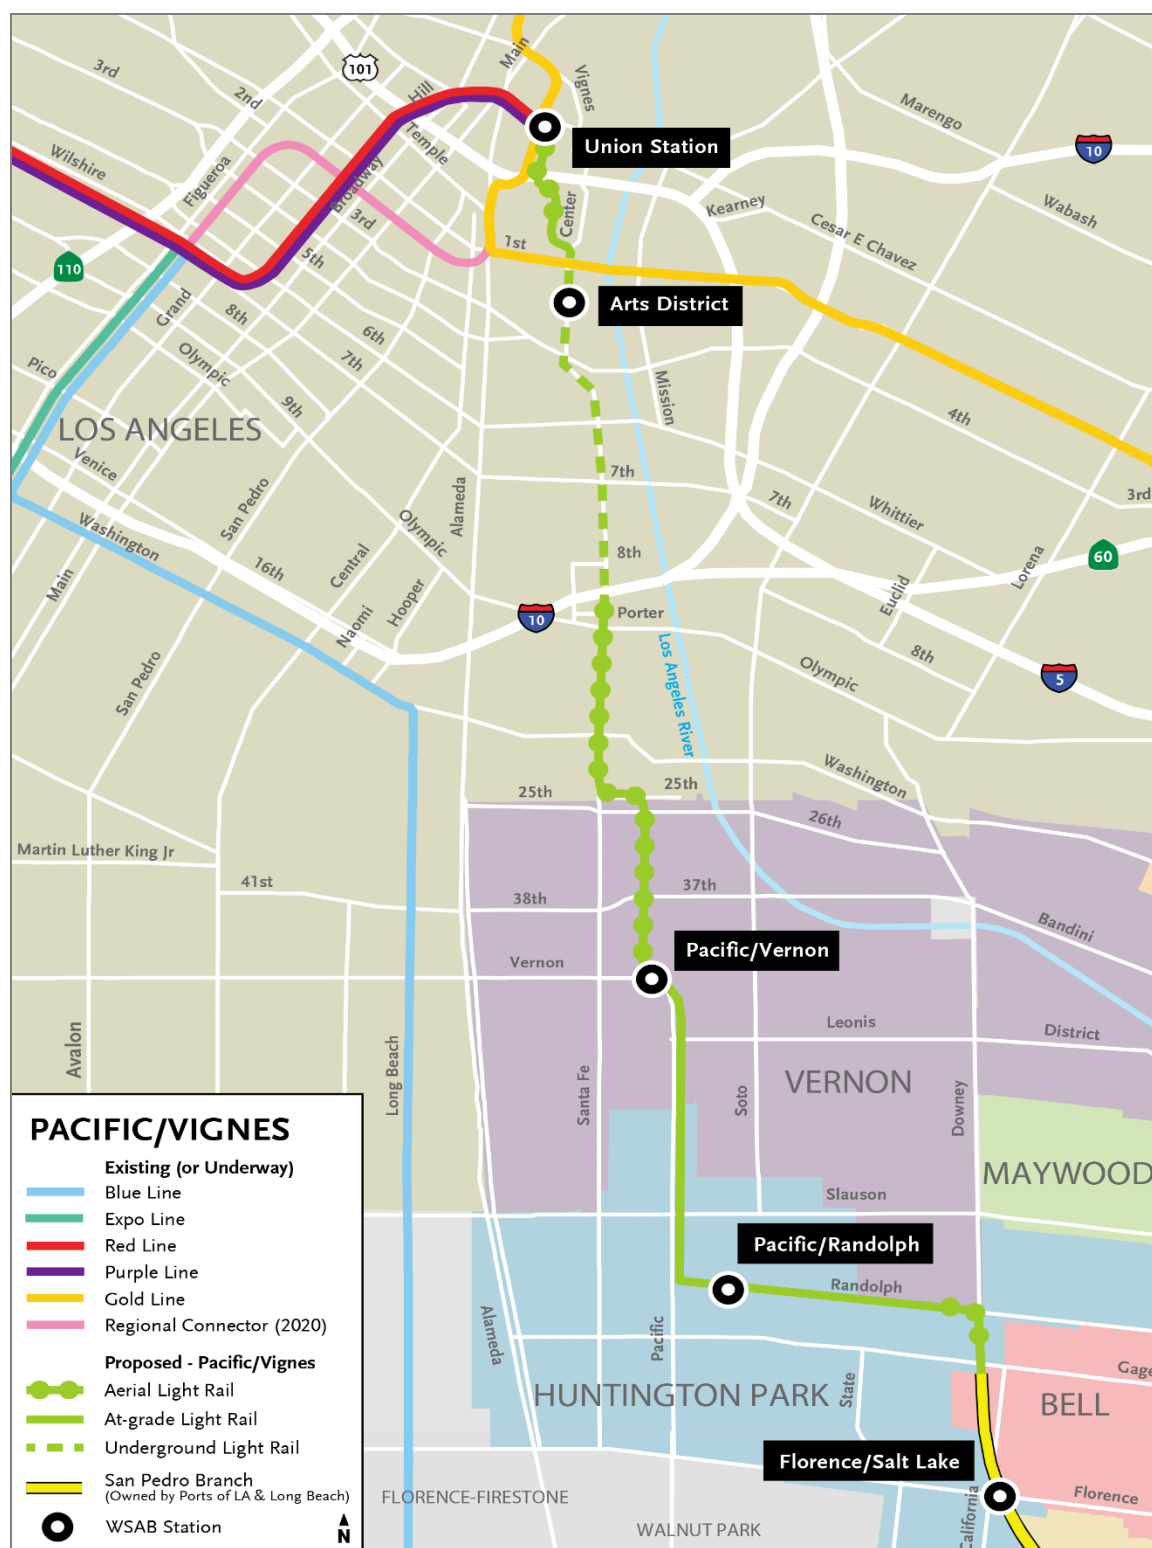 3rd
2nd
101
Hill
Main
Vignes
Marengo
10
Temple
Union Station
Wilshire
Figueroa
Broadway
3rd
Center
Kearney
Wabash
Cesar E Chavez
1st
110
5th
Arts District
Grand
8th
6th
7th
Olympic
Pico
9th
Mission
4th
LOS ANGELES
Venice
7th
7th
3rd
Whittier
San Pedro
Alameda
Washington
Olympic
8th
60
16th
Central
Lorena
Main
Hooper
Euclid
Naomi
10
Porter
8th
Los Angeles River
San Pedro
Olympic
5
Washington
25th
25th
26th
Martin Luther King Jr
41st
38th
37th
Bandini
Vernon
Pacific/Vernon
Leonis
District
Avalon
Long Beach
Santa Fe
Soto
Downey
VERNON
MAYWOOD
Slauson
Pacific/Randolph
Randolph
Alameda
Pacific
State
Gage
HUNTINGTON PARK
BELL
Florence/Salt Lake
California
Florence
FLORENCE-FIRESTONE
WALNUT PARK
PACIFIC/VIGNES
Existing (or Underway)
Blue Line
Expo Line
Red Line
Purple Line
Gold Line
Regional Connector (2020)
Proposed - Pacific/Vignes
Aerial Light Rail
At-grade Light Rail
Underground Light Rail
San Pedro Branch
(Owned by Ports of LA & Long Beach)
WSAB Station
N